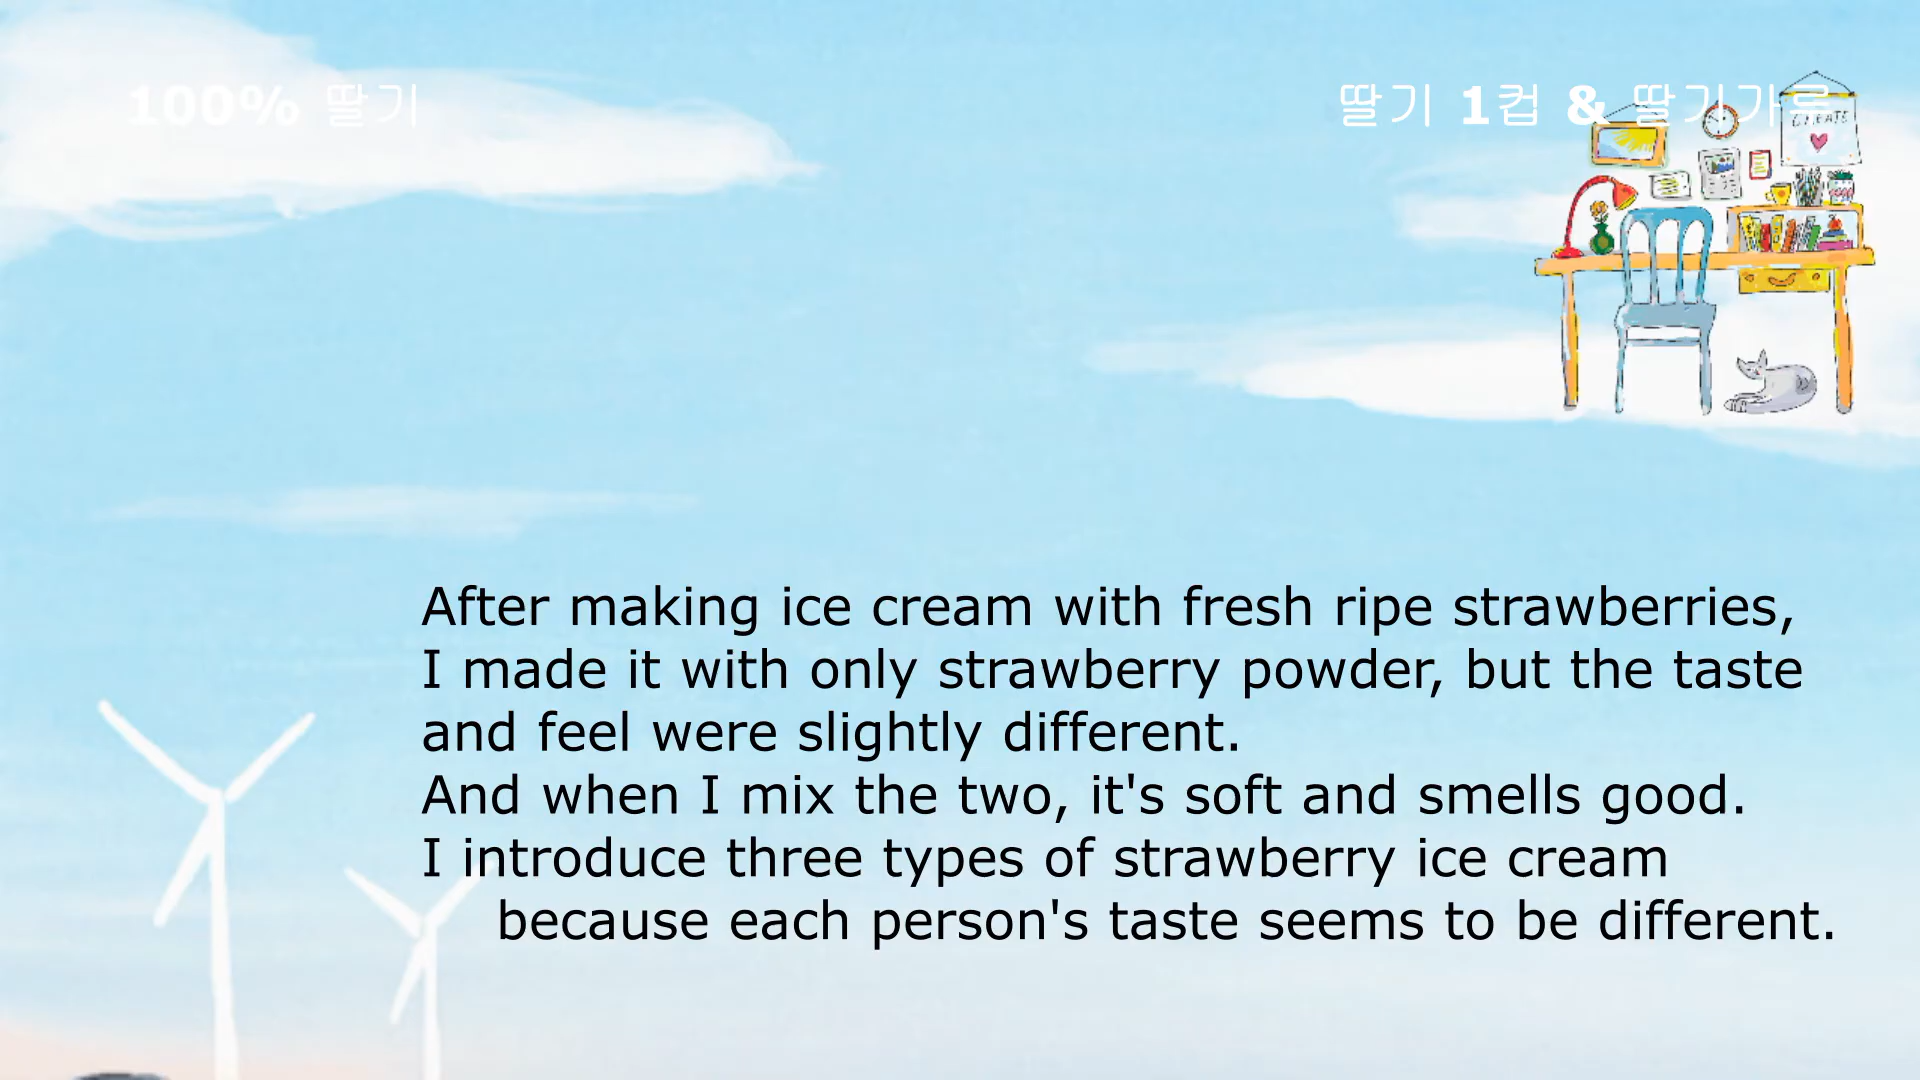 100% 딸기
딸기 1컵 & 딸기가루
CREATE
After making ice cream with fresh ripe strawberries,
I made it with only strawberry powder, but the taste
and feel were slightly different.
And when I mix the two, it's soft and smells good.
I introduce three types of strawberry ice cream
because each person's taste seems to be different.